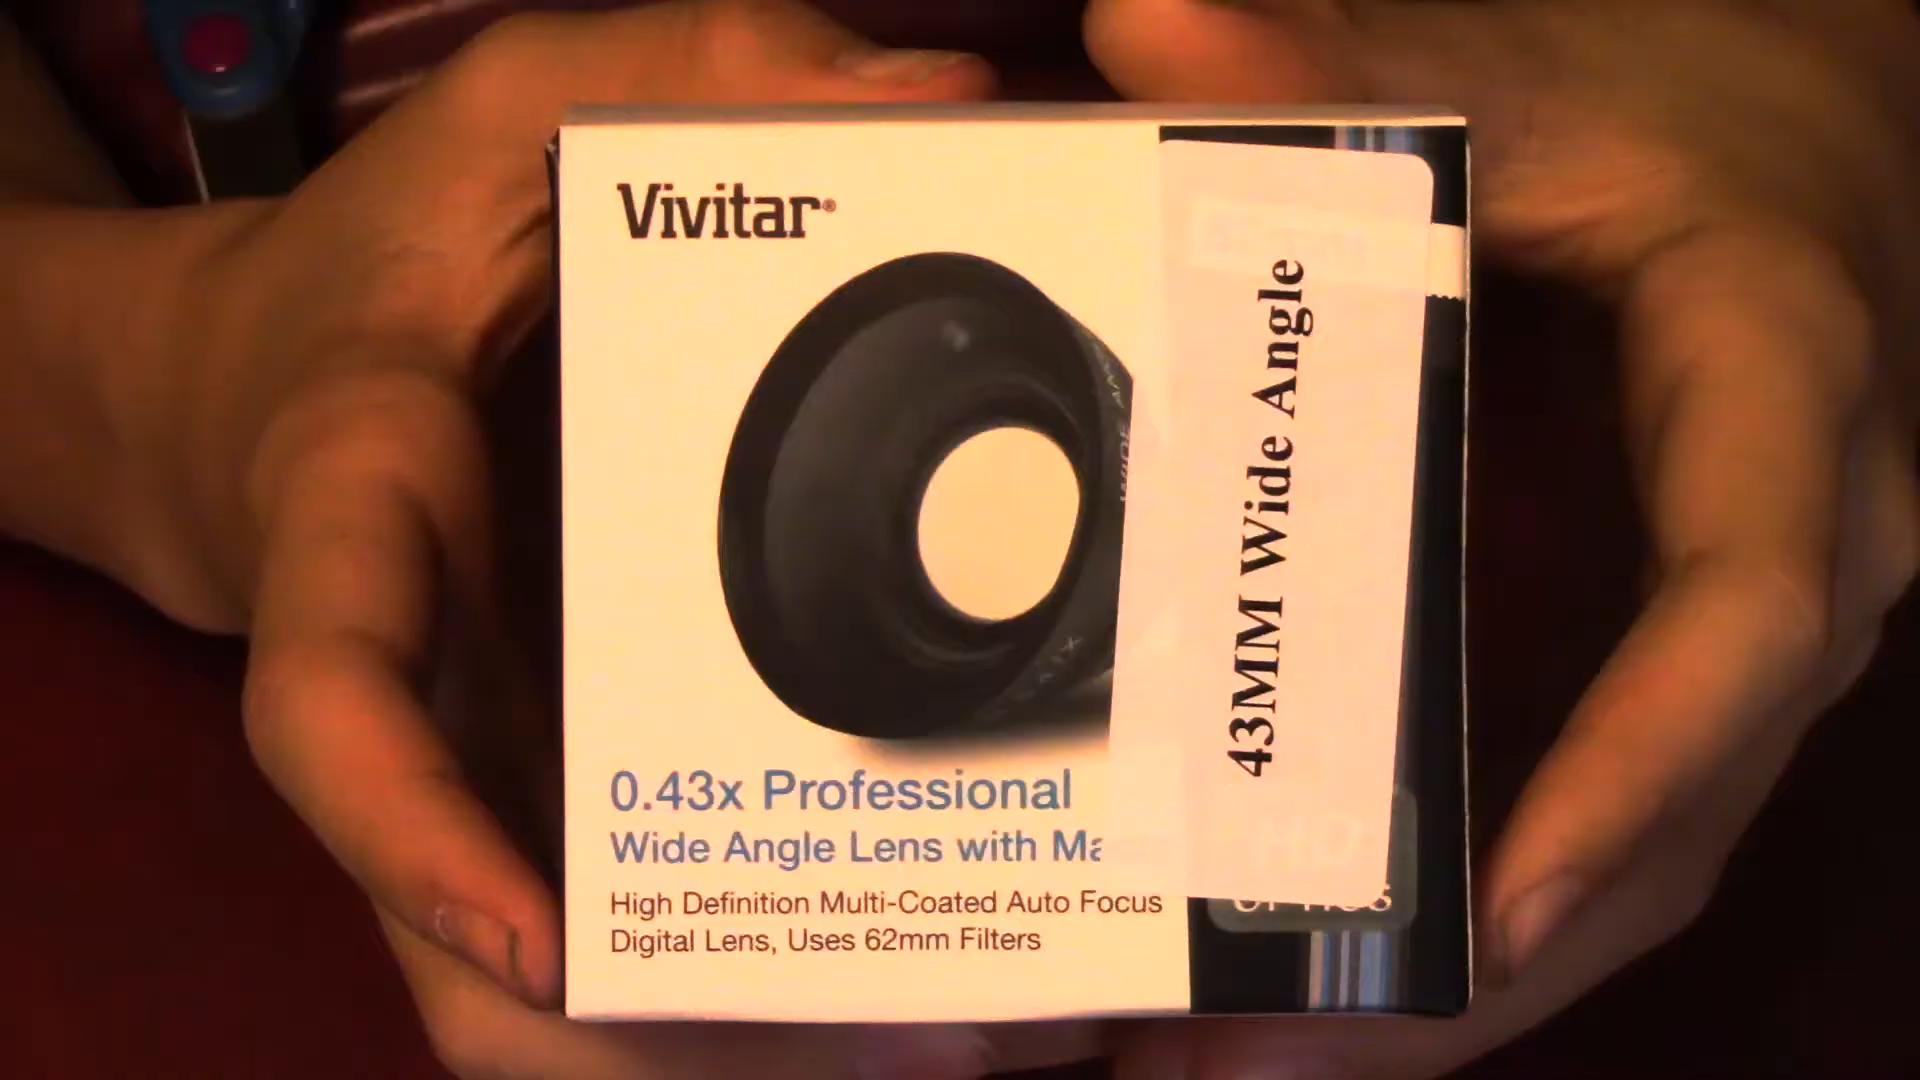 Vivitar®
0.43x Professional
Wide Angle Lens with Ma
High Definition Multi-Coated Auto Focus
Digital Lens, Uses 62mm Filters
43MM Wide Angle
HD